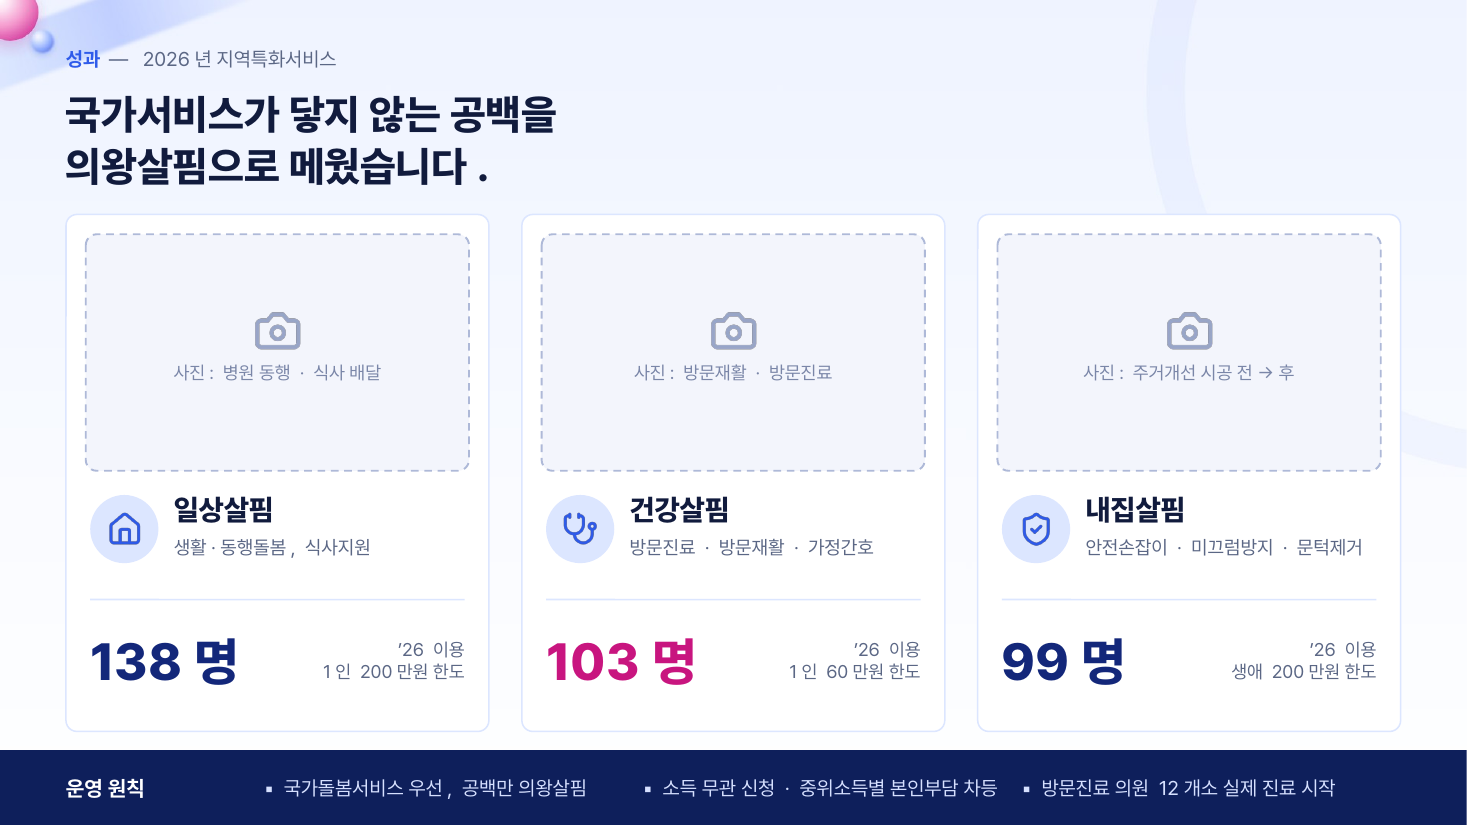 성과 — 2026 년 지역특화서비스
국가서비스가 닿지 않는 공백을
의왕살핌으로 메웠습니다 .
사진 : 병원 동행 · 식사 배달
일상살핌
생활 · 동행돌봄 , 식사지원
138 명
’26 이용
1 인 200 만원 한도
사진 : 방문재활 · 방문진료
건강살핌
방문진료 · 방문재활 · 가정간호
103 명
’26 이용
1 인 60 만원 한도
사진 : 주거개선 시공 전 → 후
내집살핌
안전손잡이 · 미끄럼방지 · 문턱제거
99 명
’26 이용
생애 200 만원 한도
운영 원칙
▪ 국가돌봄서비스 우선 , 공백만 의왕살핌
▪ 소득 무관 신청 · 중위소득별 본인부담 차등
▪ 방문진료 의원 12 개소 실제 진료 시작